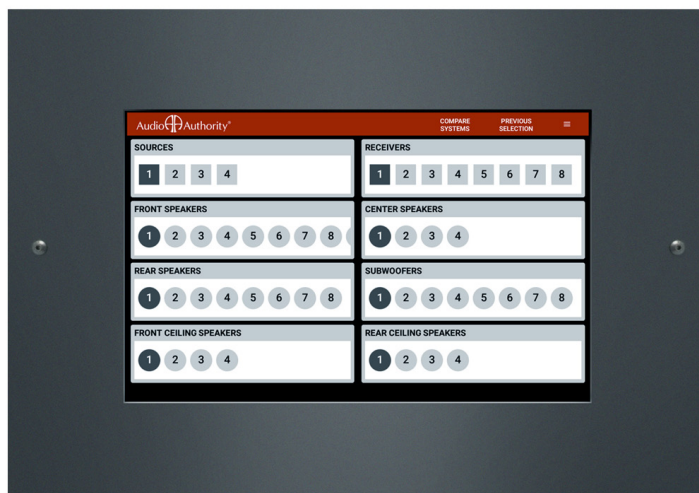 Audio Authority®
COMPARE SYSTEMS
PREVIOUS SELECTION
SOURCES
1 2 3 4
RECEIVERS
1 2 3 4 5 6 7 8
FRONT SPEAKERS
1 2 3 4 5 6 7 8
CENTER SPEAKERS
1 2 3 4
REAR SPEAKERS
1 2 3 4 5 6 7 8
SUBWOOFERS
1 2 3 4 5 6 7 8
FRONT CEILING SPEAKERS
1 2 3 4
REAR CEILING SPEAKERS
1 2 3 4